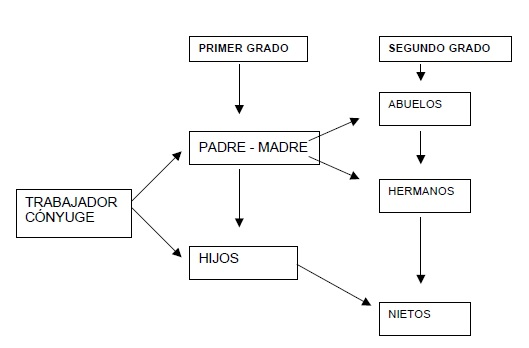 PRIMER GRADO
SEGUNDO GRADO
ABUELOS
PADRE - MADRE
TRABAJADOR
CÓNYUGE
HERMANOS
HIJOS
NIETOS